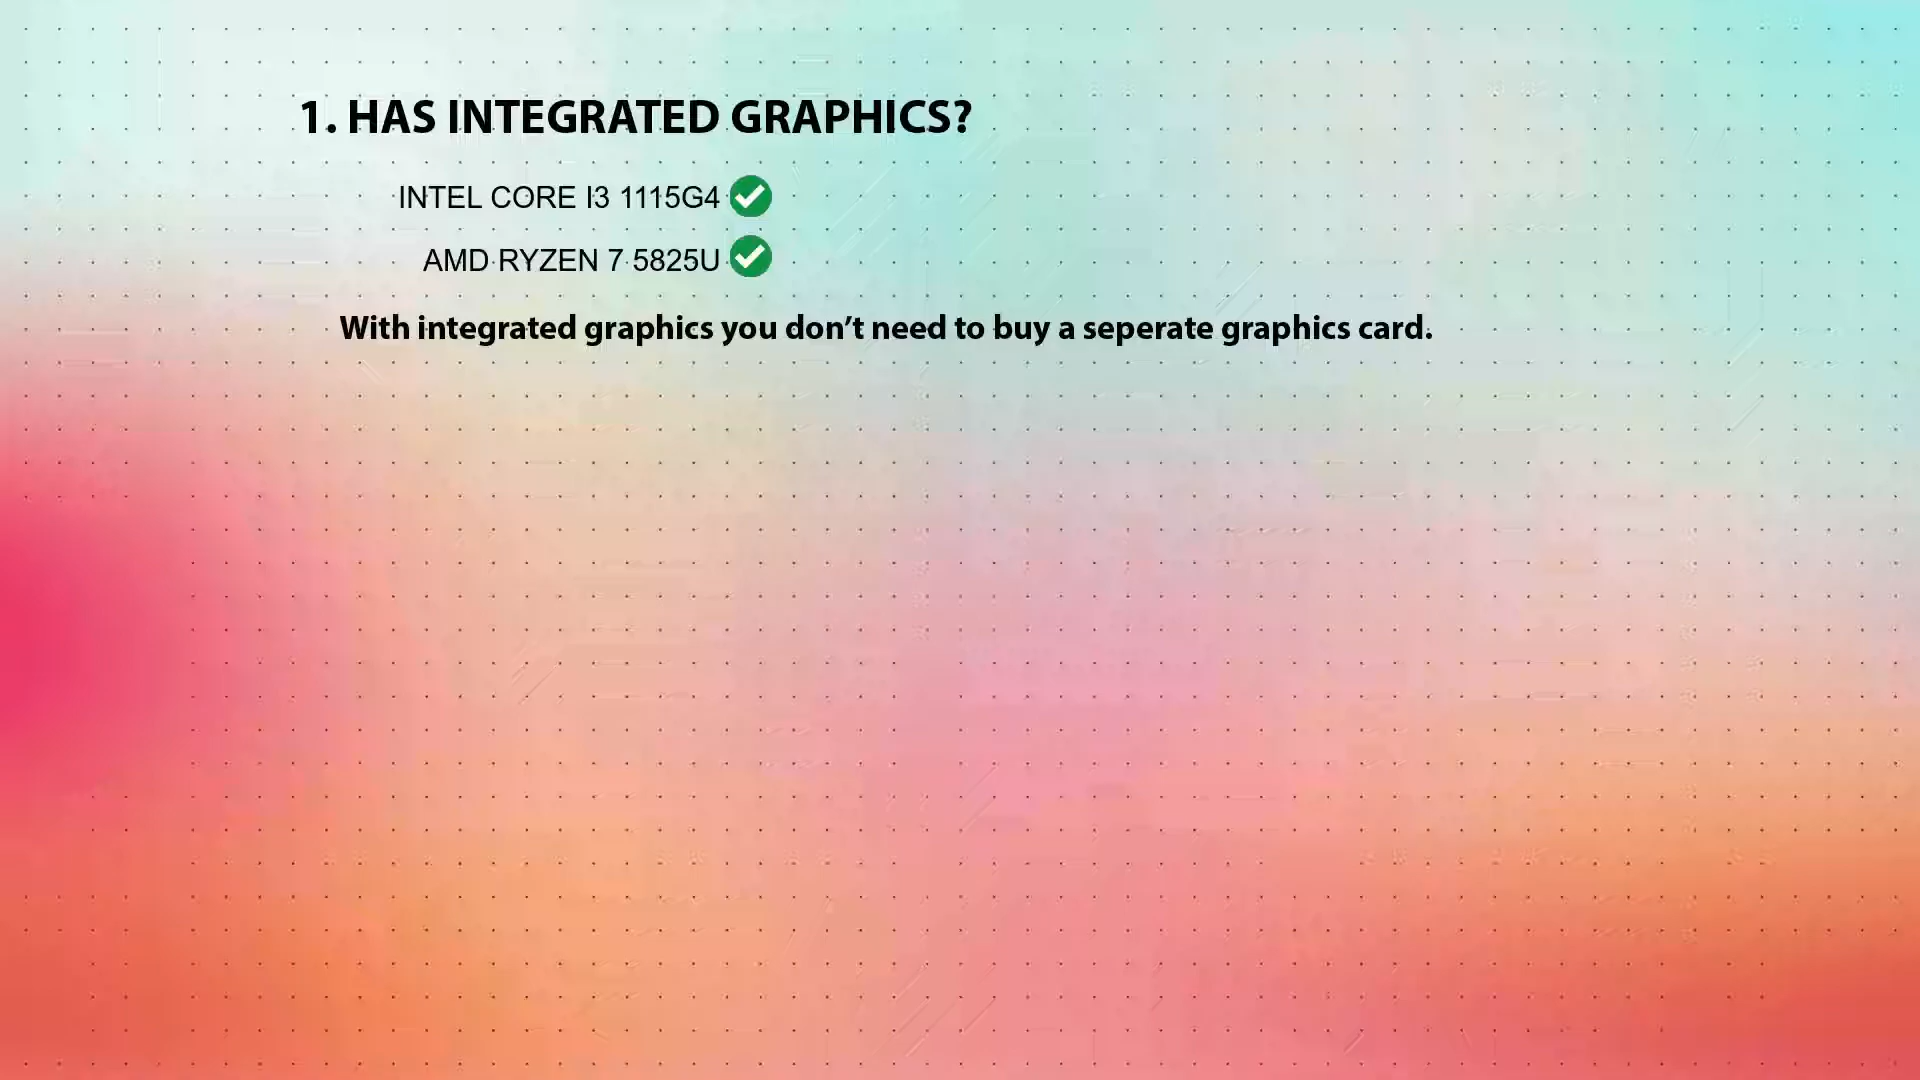 1. HAS INTEGRATED GRAPHICS?
INTEL CORE I3 1115G4
AMD RYZEN 7 5825U
With integrated graphics you don’t need to buy a seperate graphics card.